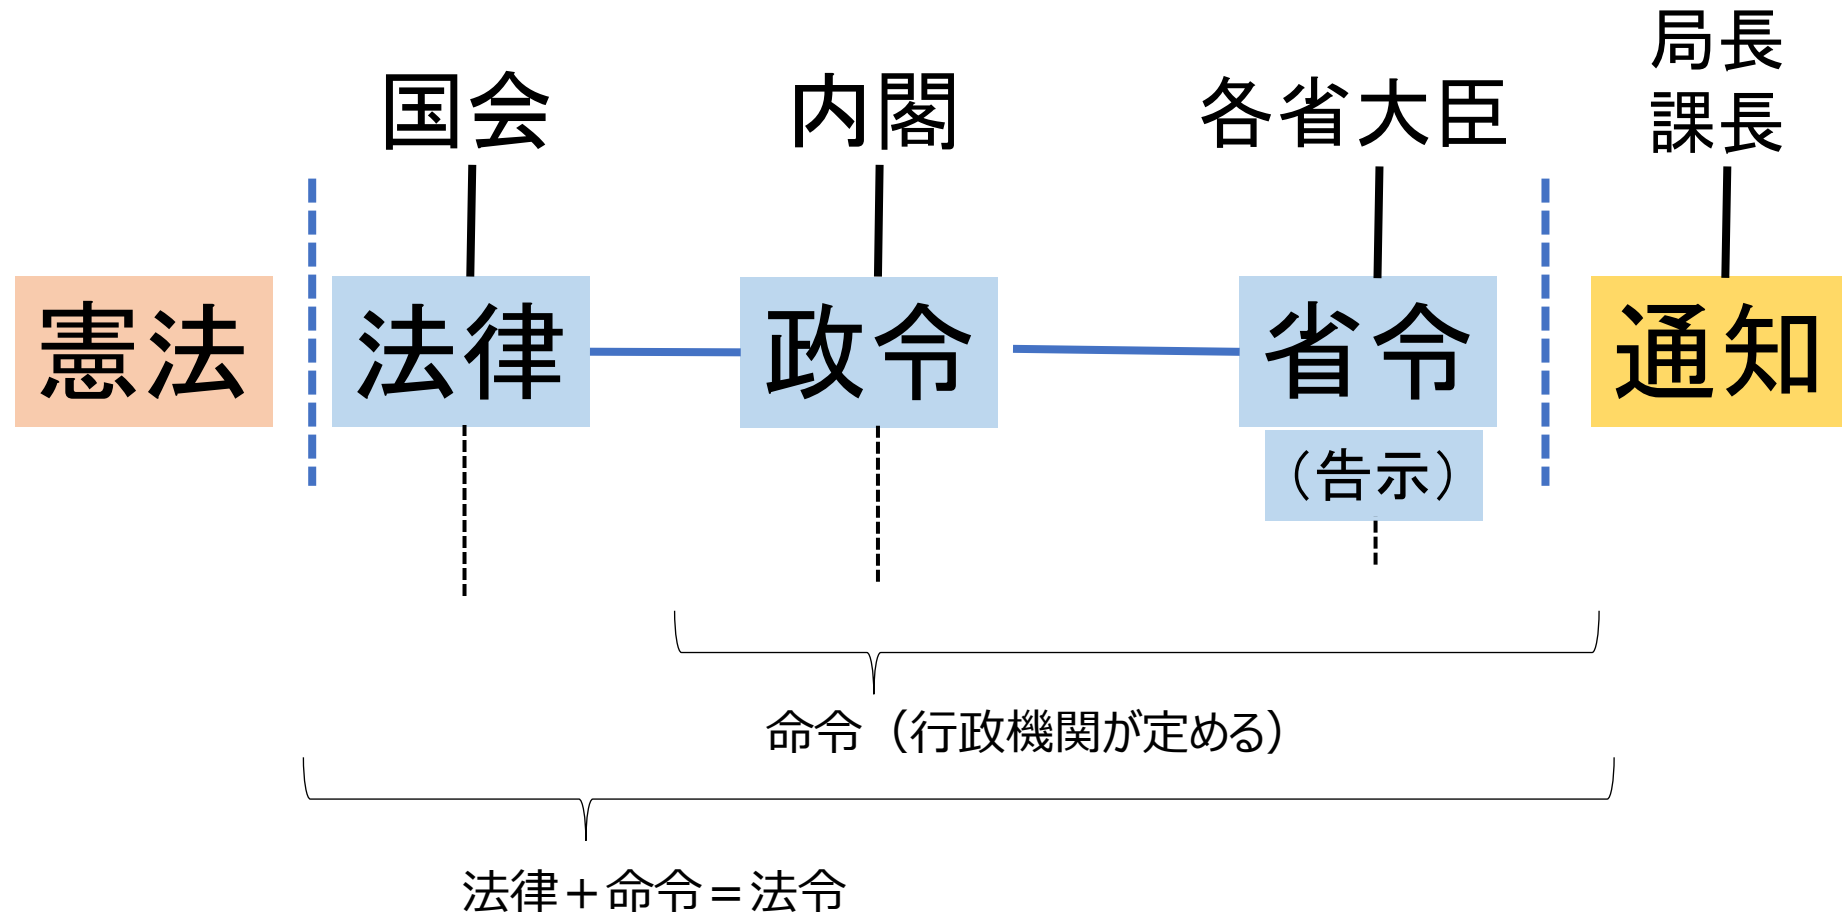 国会
内閣
各省大臣
局長
課長
憲法
法律
政令
省令
通知
（告示）
命令（行政機関が定める）
法律＋命令＝法令